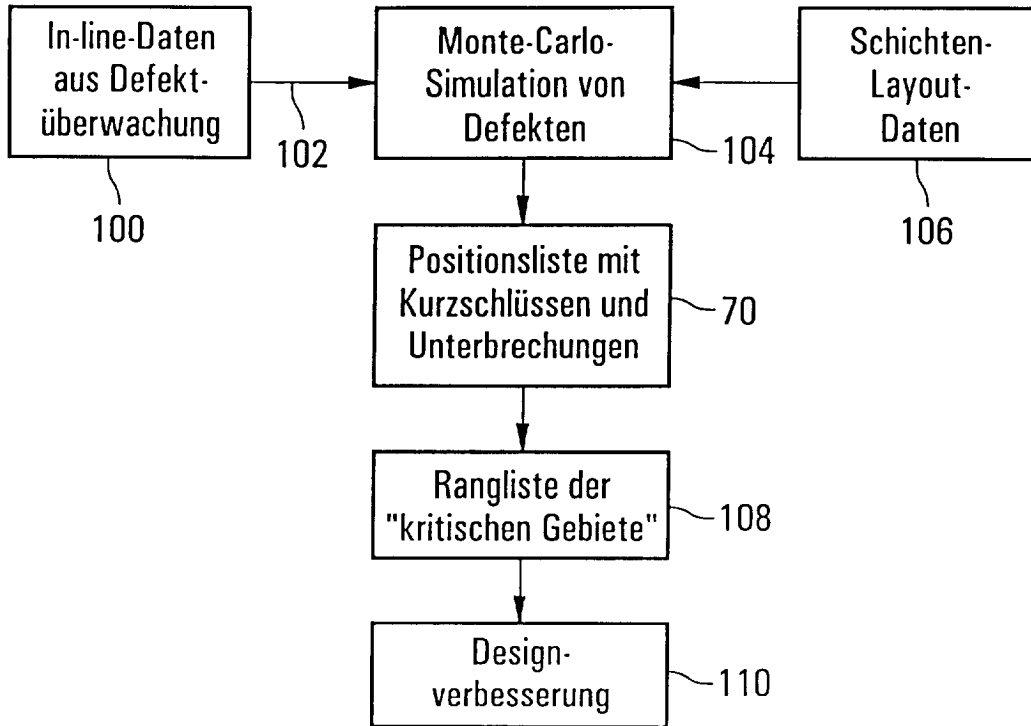 In-line-Daten
aus Defekt-
überwachung
102
100
Monte-Carlo-
Simulation von
Defekten
104
Schichten-
Layout-
Daten
106
Positionsliste mit
Kurzschlüssen und
Unterbrechungen
70
Rangliste der
"kritischen Gebiete"
108
Design-
verbesserung
110